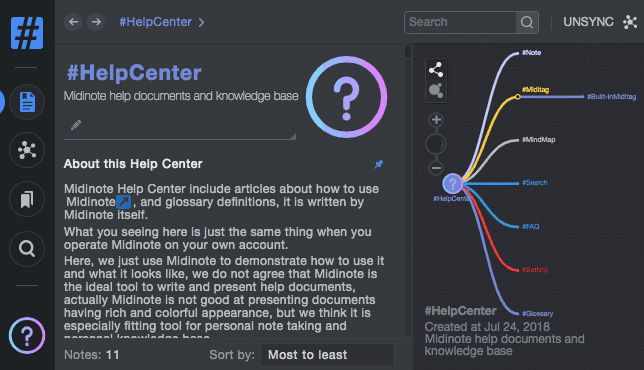 #HelpCenter
Search
UNSYNC
#HelpCenter
Midinote help documents and knowledge base
About this Help Center
Midinote Help Center include articles about how to use
Midinote , and glossary definitions, it is written by
Midinote itself.
What you seeing here is just the same thing when you
operate Midinote on your own account.
Here, we just use Midinote to demonstrate how to use it
and what it looks like, we do not agree that Midinote is
the ideal tool to write and present help documents,
actually Midinote is not good at presenting documents
having rich and colorful appearance, but we think it is
especially fitting tool for personal note taking and
personal knowledge base
Notes: 11
Sort by:
Most to least
#Note
#Miditag
#Built-InMiditag
#MindMap
#HelpCenter
#Search
#FAQ
#Setting
#Glossary
#HelpCenter
Created at Jul 24, 2018
Midinote help documents and
knowledge base